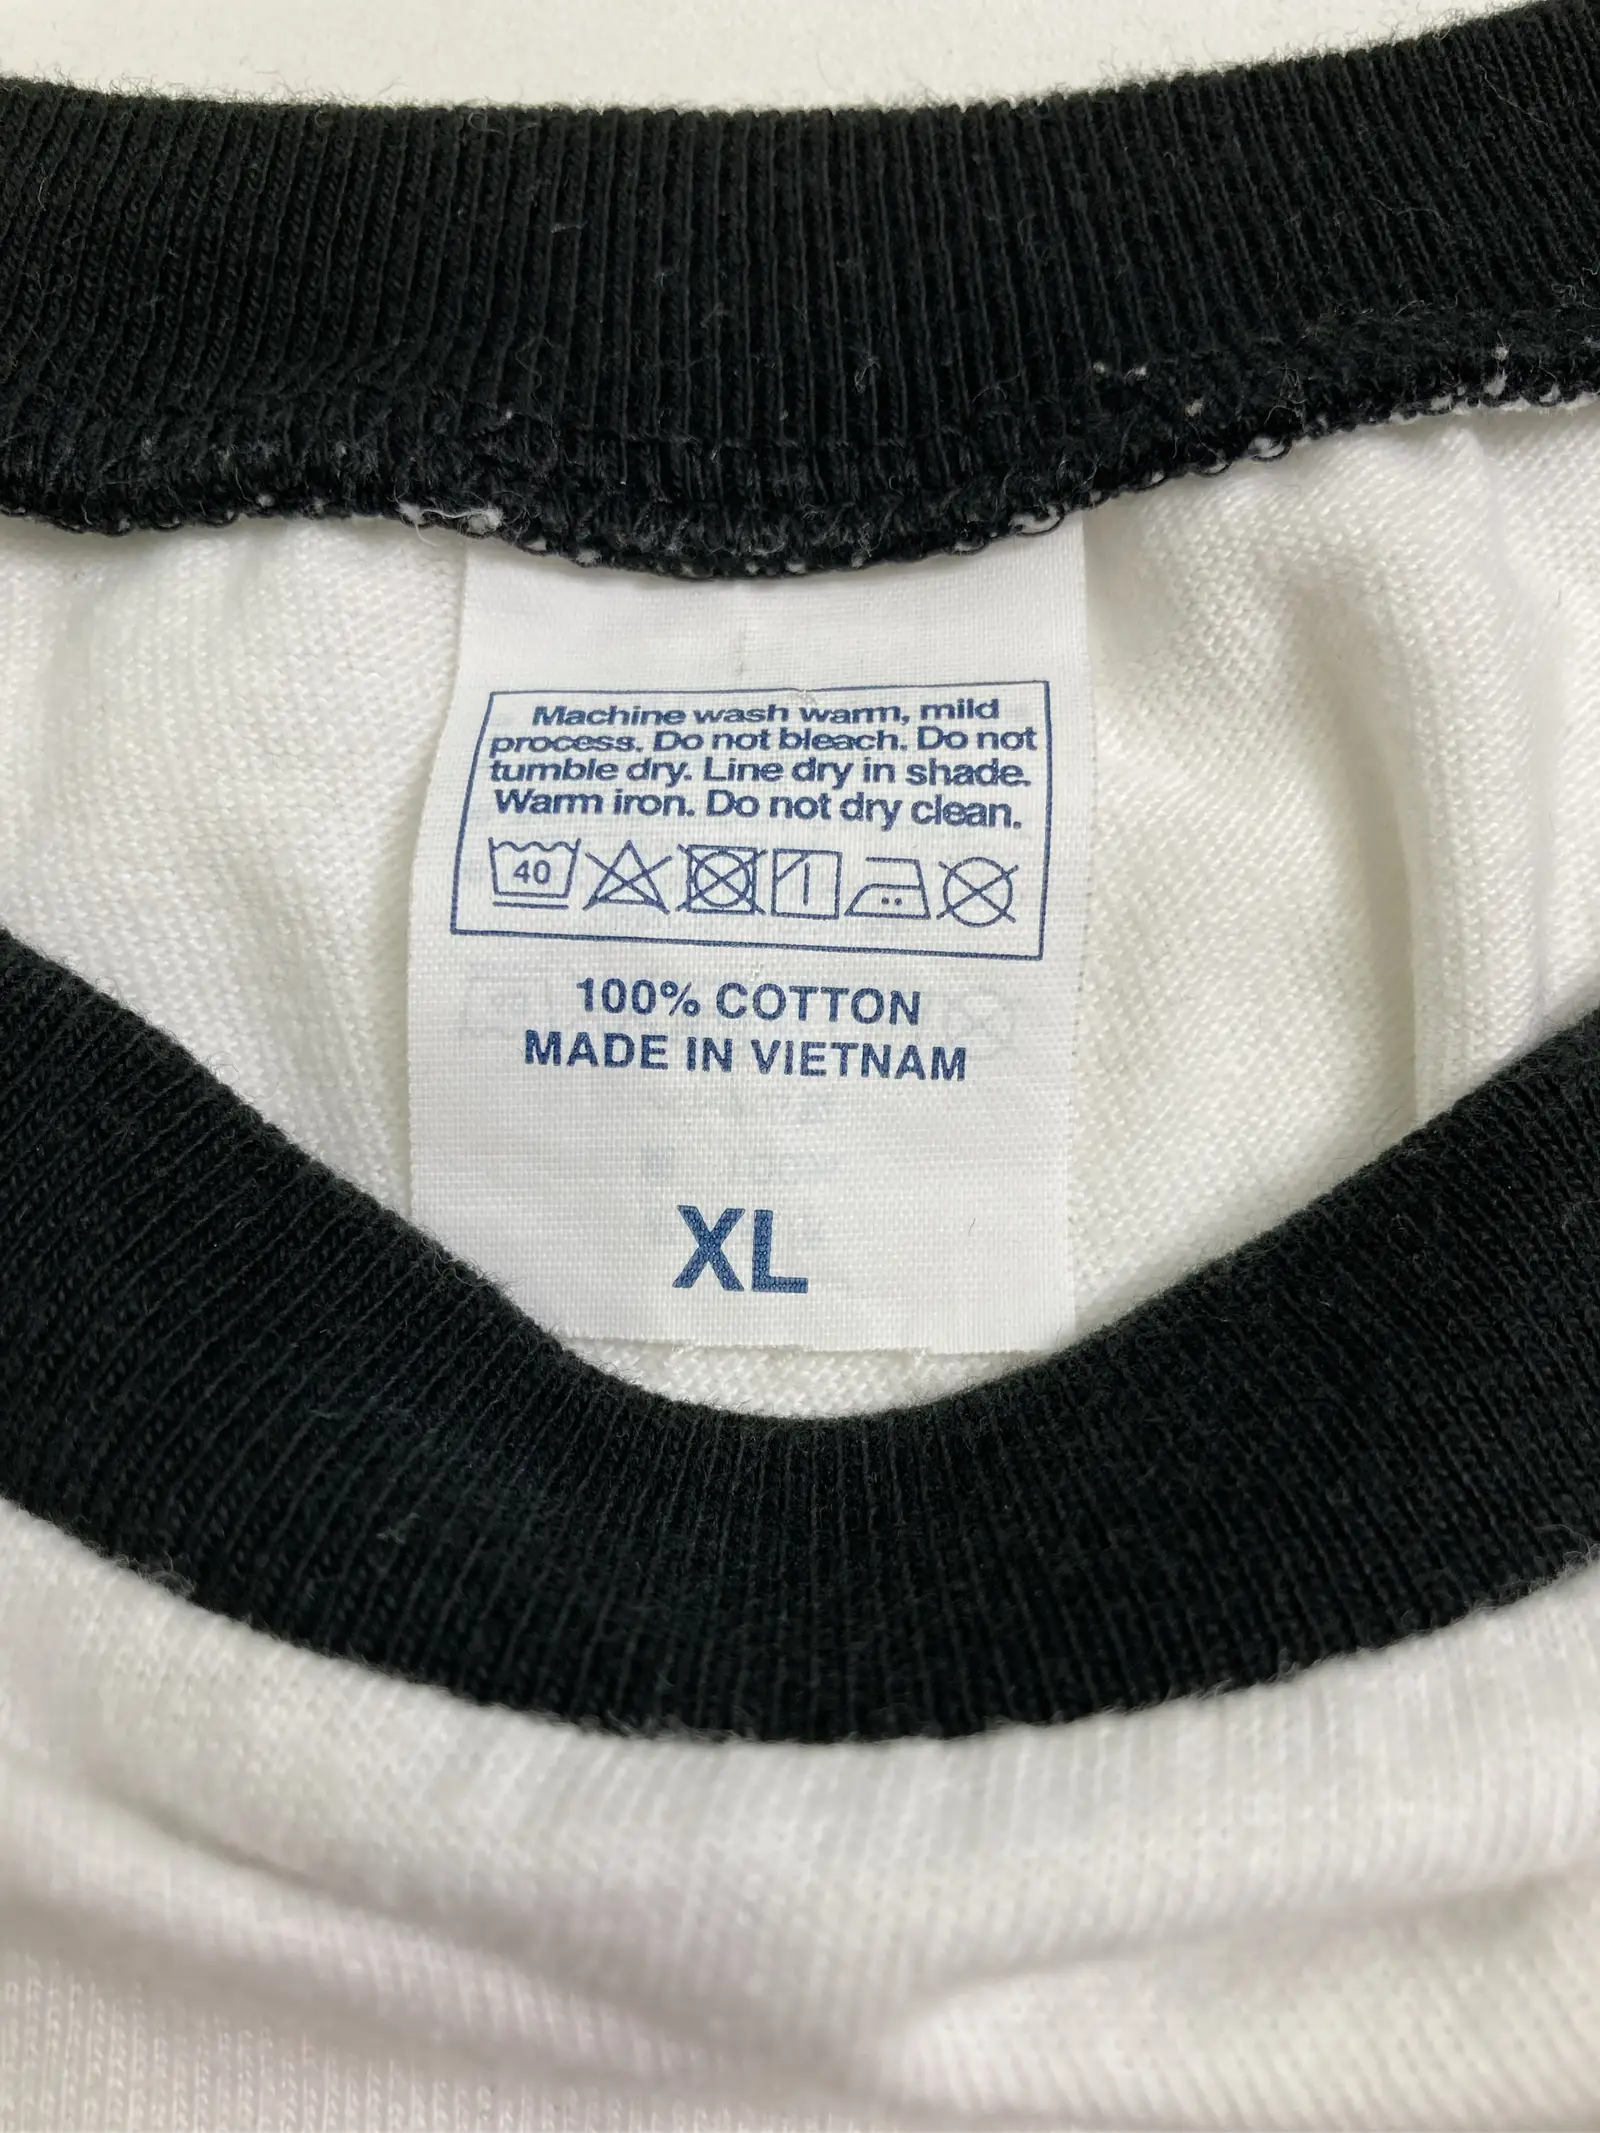 Machine wash warm, mild
process. Do not bleach. Do not
tumble dry. Line dry in shade.
Warm iron. Do not dry clean.
40
100% COTTON
MADE IN VIETNAM
XL